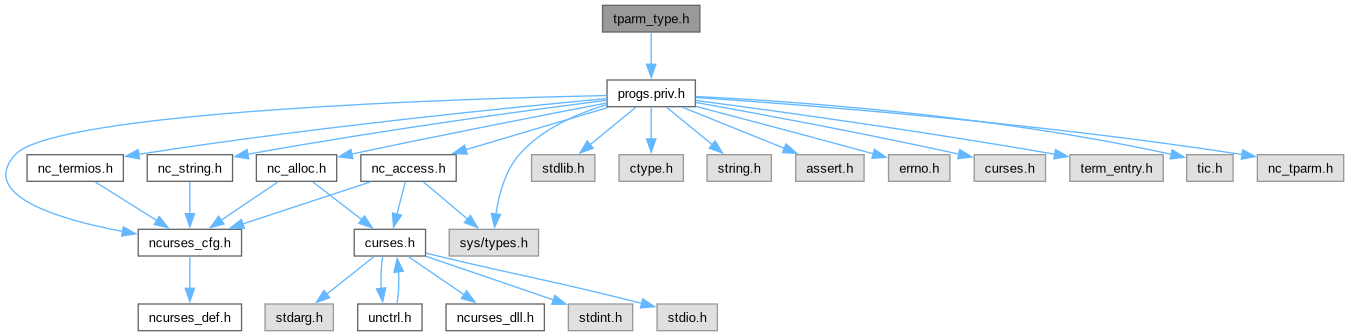 tparm_type.h
progs.priv.h
nc_termios.h
nc_string.h
nc_alloc.h
nc_access.h
stdlib.h
ctype.h
string.h
assert.h
errno.h
curses.h
term_entry.h
tic.h
nc_tparm.h
ncurses_cfg.h
curses.h
sys/types.h
ncurses_def.h
stdarg.h
unctrl.h
ncurses_dll.h
stdint.h
stdio.h